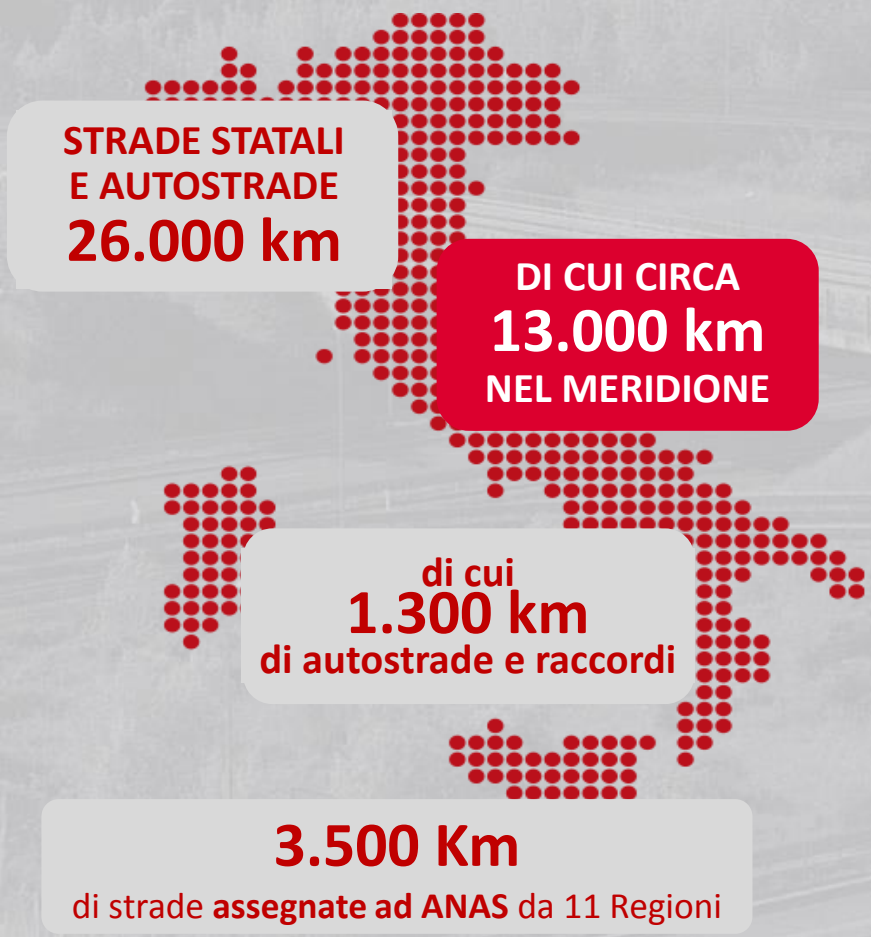 STRADE STATALI
E AUTOSTRADE
26.000 km
DI CUI CIRCA
13.000 km
NEL MERIDIONE
di cui
1.300 km
di autostrade e raccordi
3.500 Km
di strade assegnate ad ANAS da 11 Regioni